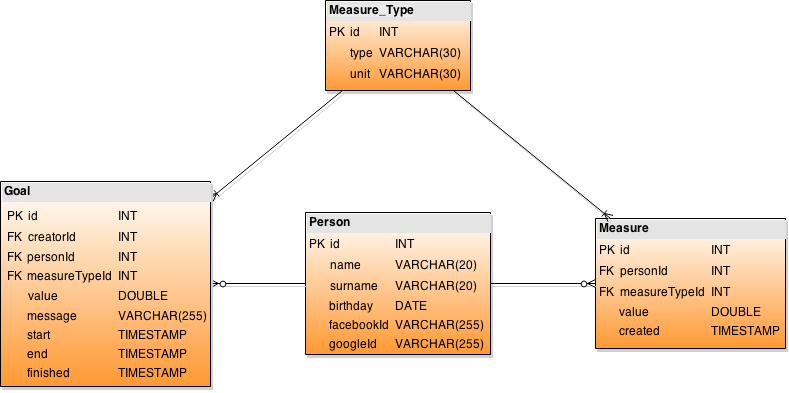 Measure_Type
PK id INT
type VARCHAR(30)
unit VARCHAR(30)
Goal
PK id INT
FK creatorId INT
FK personId INT
FK measureTypeId INT
value DOUBLE
message VARCHAR(255)
start TIMESTAMP
end TIMESTAMP
finished TIMESTAMP
Person
PK id INT
name VARCHAR(20)
surname VARCHAR(20)
birthday DATE
facebookId VARCHAR(255)
googleId VARCHAR(255)
Measure
PK id INT
FK personId INT
FK measureTypeId INT
value DOUBLE
created TIMESTAMP